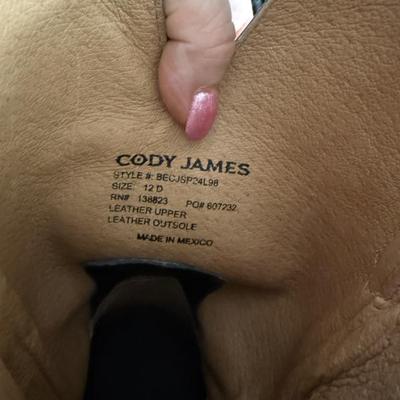 CODY JAMES
STYLE #: BECJSP24L98
SIZE: 12 D
RN# 138823 PO# 607232
LEATHER UPPER
LEATHER OUTSOLE
MADE IN MEXICO